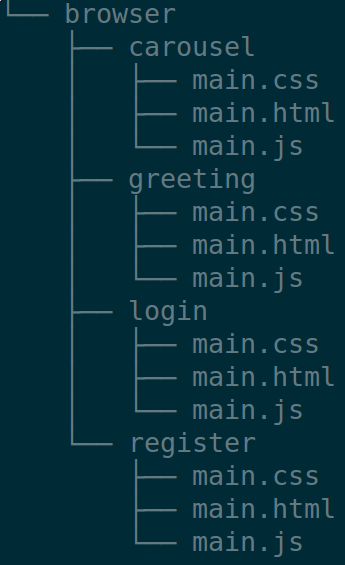 └── browser
    ├── carousel
    │   ├── main.css
    │   ├── main.html
    │   └── main.js
    ├── greeting
    │   ├── main.css
    │   ├── main.html
    │   └── main.js
    ├── login
    │   ├── main.css
    │   ├── main.html
    │   └── main.js
    └── register
        ├── main.css
        ├── main.html
        └── main.js